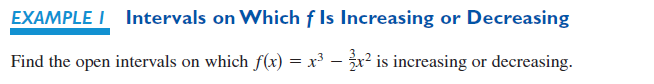 EXAMPLE 1 Intervals on Which f Is Increasing or Decreasing
Find the open intervals on which f(x) = x³ − 3/2x² is increasing or decreasing.